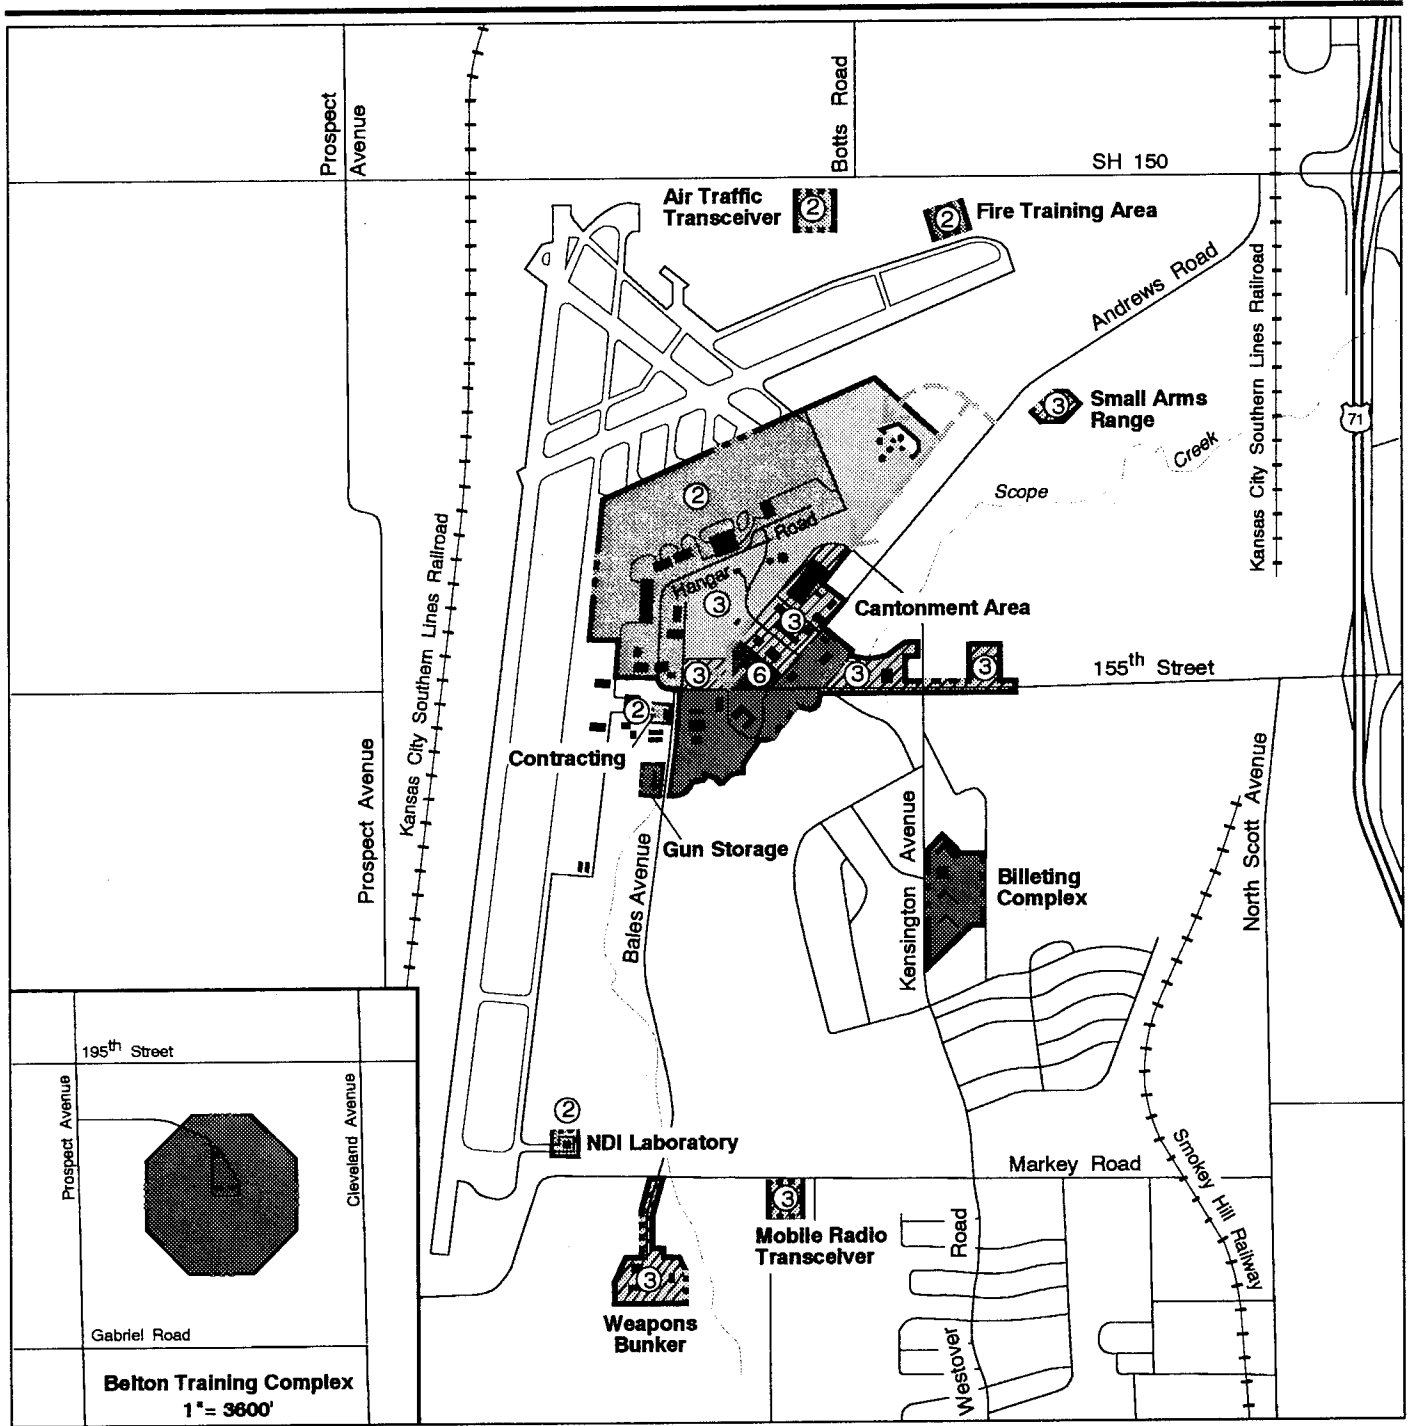 Prospect
Avenue
Botts Road
SH 150
Air Traffic
Transceiver
2
2
Fire Training Area
Andrews Road
Kansas City Southern Lines Railroad
71
3
Small Arms
Range
Scope
Creek
2
Hangar Road
3
3
Cantonment Area
3
6
3
3
155th Street
2
Contracting
Gun Storage
Kansas City Southern Lines Railroad
Prospect Avenue
Bales Avenue
Kensington Avenue
Billeting
Complex
North Scott Avenue
2
NDI Laboratory
Markey Road
3
Mobile Radio
Transceiver
3
Weapons
Bunker
Westover Road
Smokey Hill Railway
195th Street
Prospect Avenue
Cleveland Avenue
Gabriel Road
Belton Training Complex
1"= 3600'